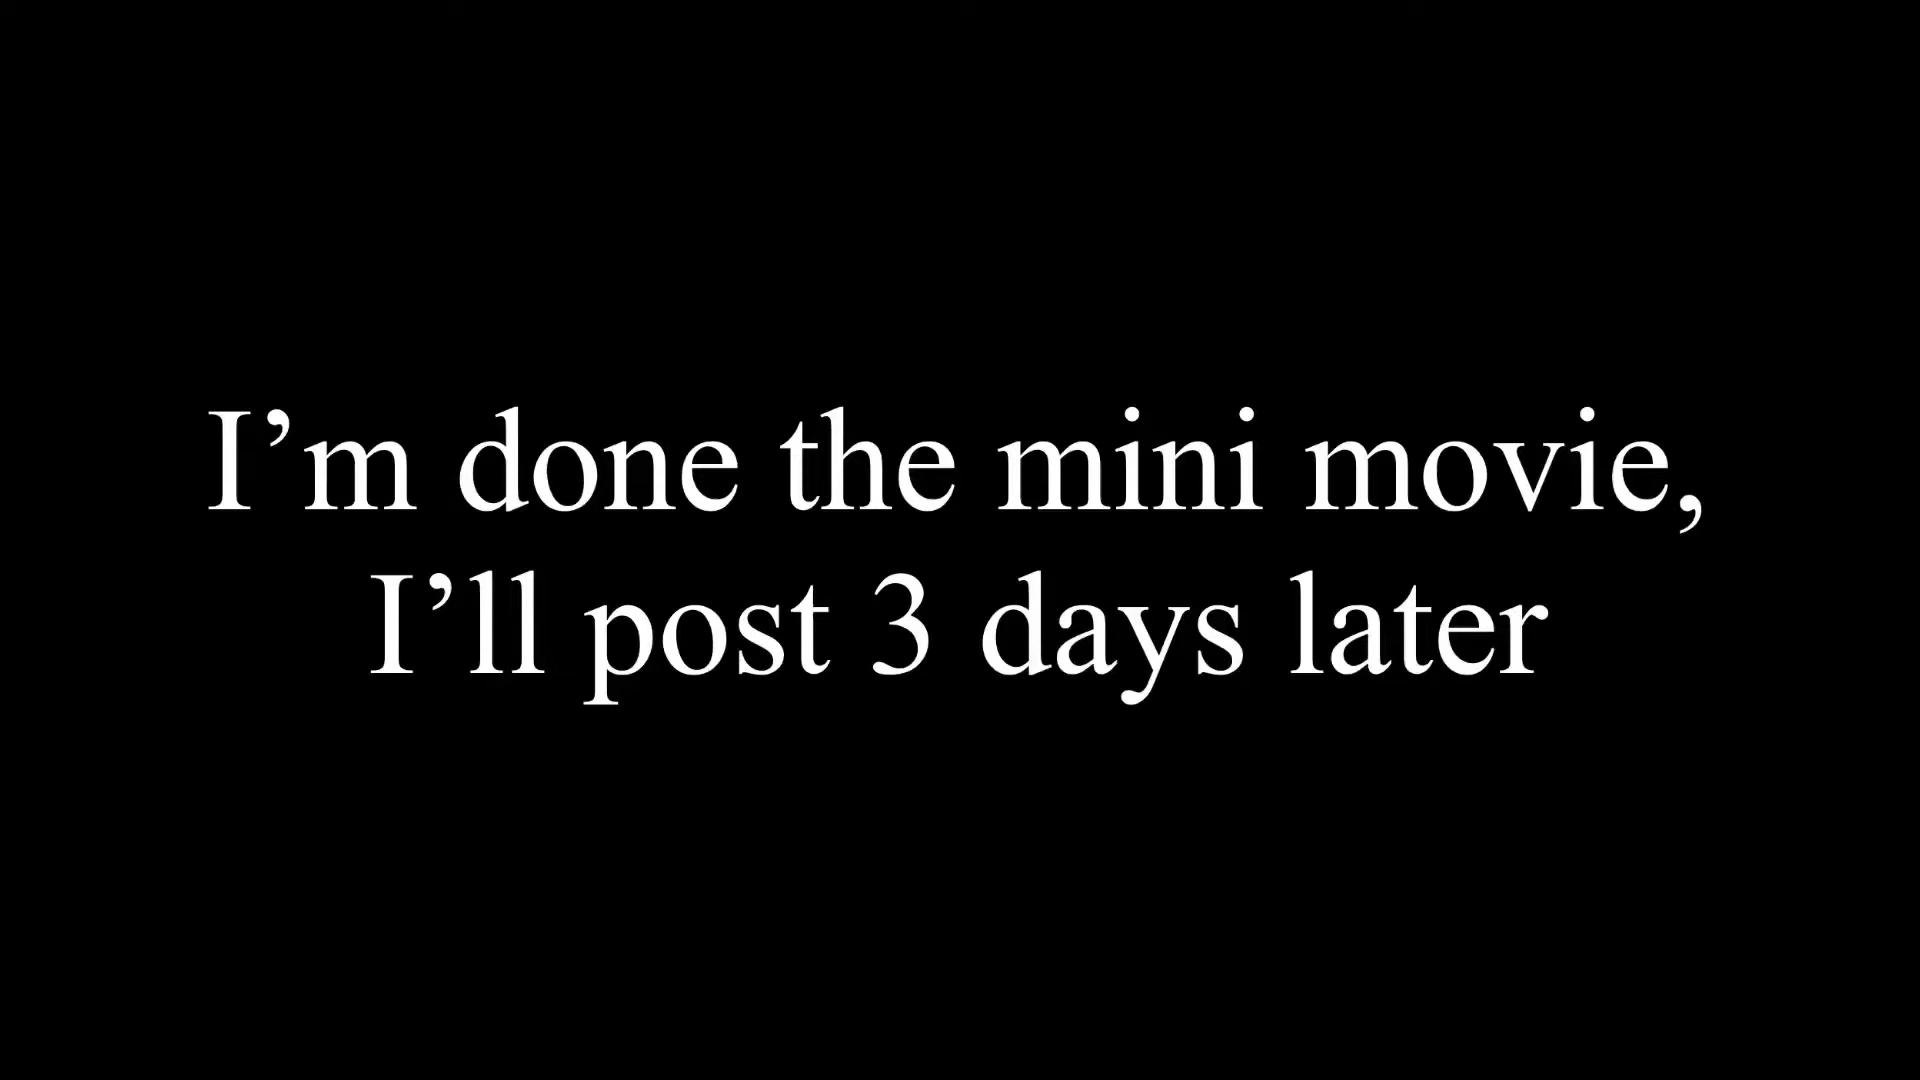 I’m done the mini movie,
I’ll post 3 days later